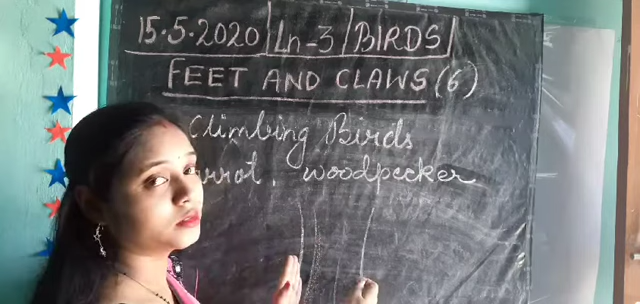 15.5.2020 Ln-3 BIRDS
FEET AND CLAWS (6)
Climbing Birds
woodpecker